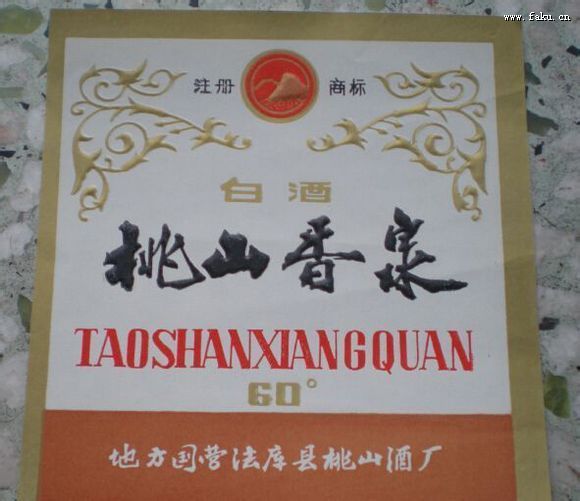 www.faku.cn
注册 商标
白酒
桃山香泉
TAOSHANXIANGQUAN
60°
地方国营法库县桃山酒厂